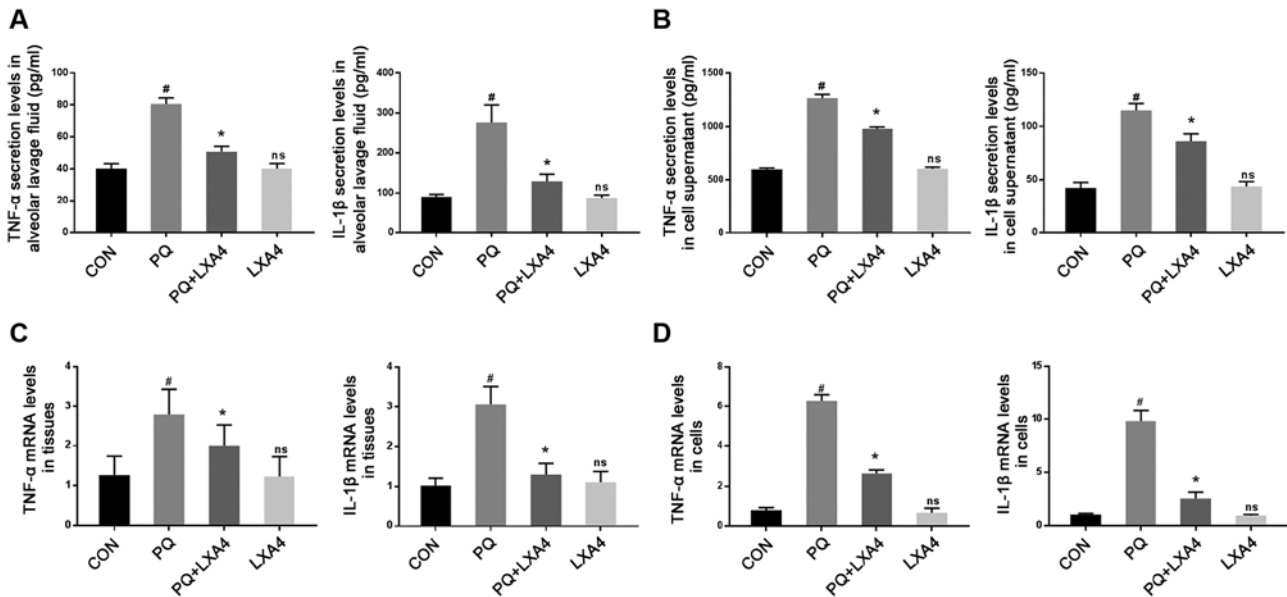 A
TNF-α secretion levels in
alveolar lavage fluid (pg/ml)
100
80
60
40
20
0
#
*
ns
CON
PQ
PQ+LXA4
LXA4
IL-1β secretion levels in
alveolar lavage fluid (pg/ml)
400
300
200
100
0
#
*
ns
CON
PQ
PQ+LXA4
LXA4
B
TNF-α secretion levels
in cell supernatant (pg/ml)
1500
1000
500
0
#
*
ns
CON
PQ
PQ+LXA4
LXA4
IL-1β secretion levels
in cell supernatant (pg/ml)
150
100
50
0
#
*
ns
CON
PQ
PQ+LXA4
LXA4
C
TNF-α mRNA levels
in tissues
4
3
2
1
0
#
*
ns
CON
PQ
PQ+LXA4
LXA4
IL-1β mRNA levels
in tissues
4
3
2
1
0
#
*
ns
CON
PQ
PQ+LXA4
LXA4
D
TNF-α mRNA levels
in cells
8
6
4
2
0
#
*
ns
CON
PQ
PQ+LXA4
LXA4
IL-1β mRNA levels
in cells
15
10
5
0
#
*
ns
CON
PQ
PQ+LXA4
LXA4